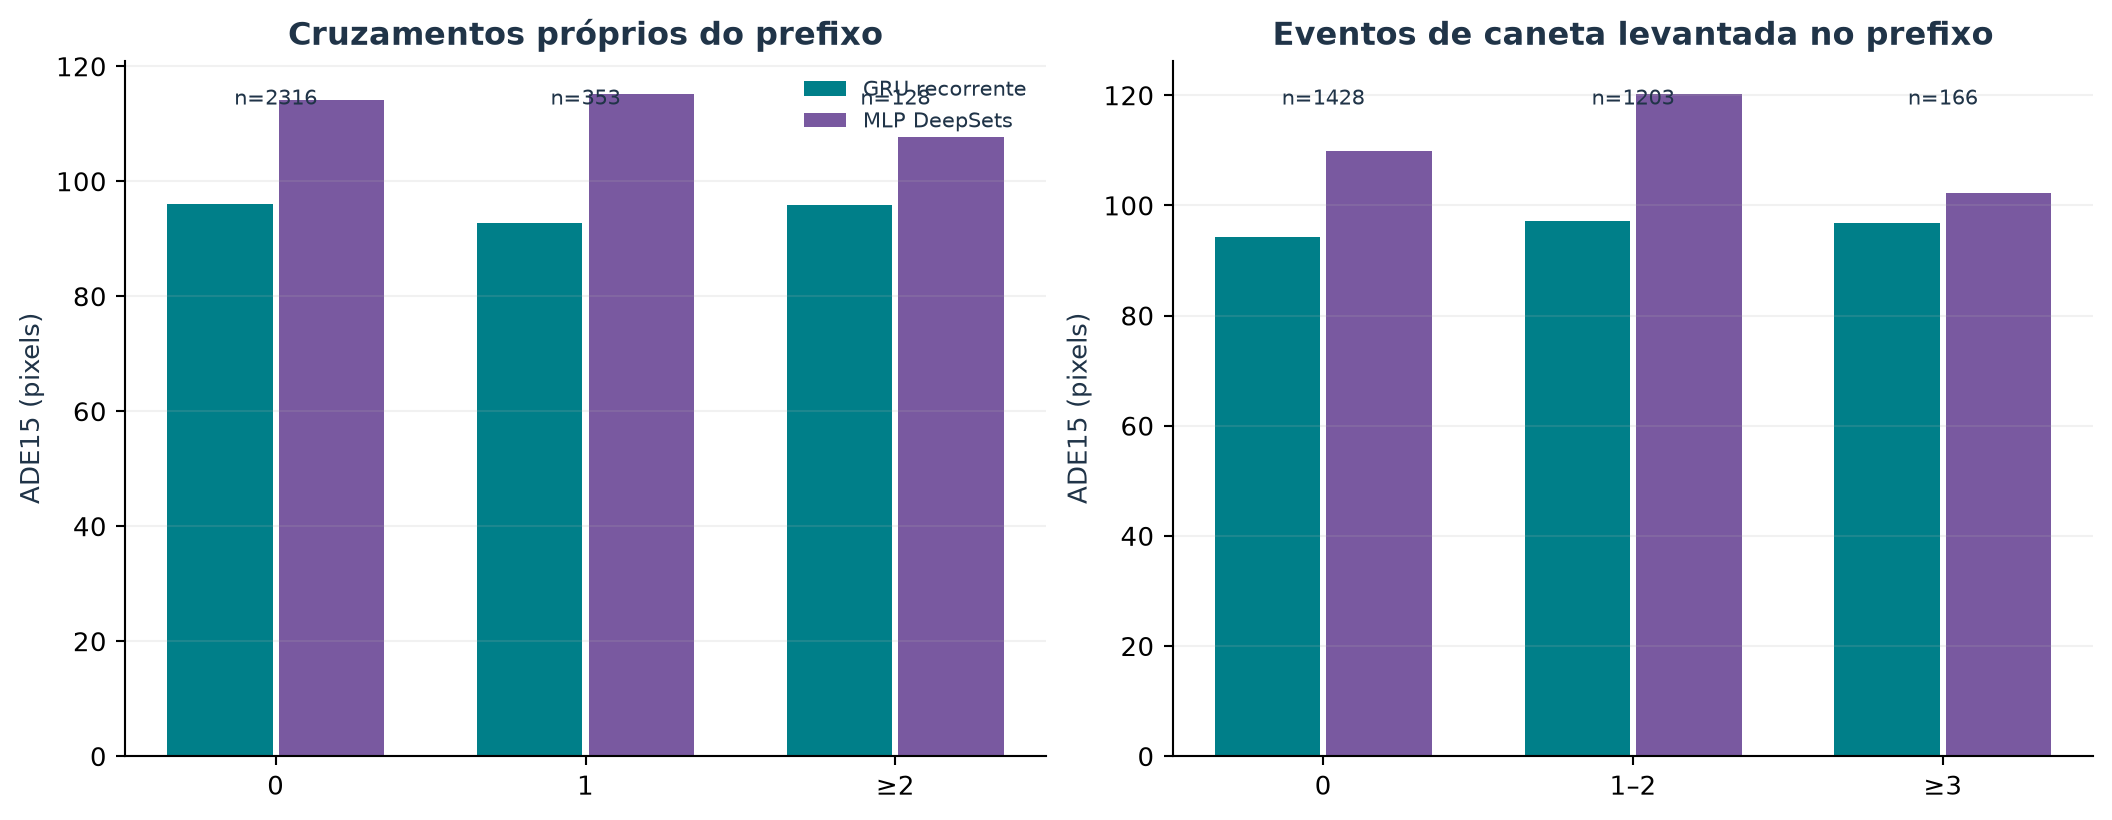 Cruzamentos próprios do prefixo
120
100
80
60
40
20
0
ADE15 (pixels)
n=2316
n=353
n=128
GRU recorrente
MLP DeepSets
0
1
≥2
Eventos de caneta levantada no prefixo
120
100
80
60
40
20
0
ADE15 (pixels)
n=1428
n=1203
n=166
0
1–2
≥3